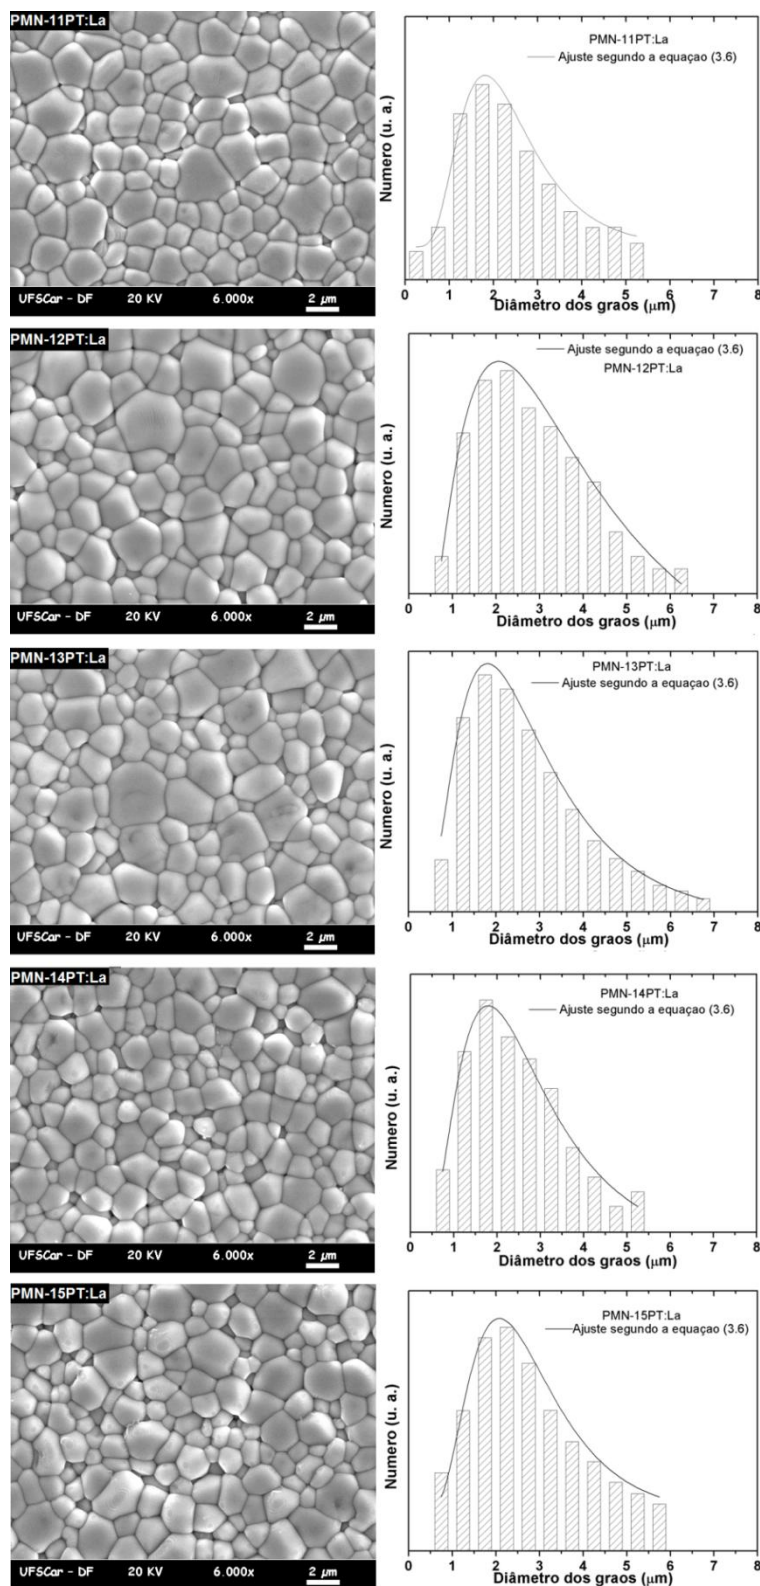 PMN-11PT:La
UFSCar - DF 20 KV 6.000x 2 µm
PMN-11PT:La
Ajuste segundo a equaçao (3.6)
Numero (u. a.)
0 1 2 3 4 5 6 7 8
Diâmetro dos graos (µm)
PMN-12PT:La
UFSCar - DF 20 KV 6.000x 2 µm
Ajuste segundo a equaçao (3.6)
PMN-12PT:La
Numero (u. a.)
0 1 2 3 4 5 6 7 8
Diâmetro dos graos (µm)
PMN-13PT:La
UFSCar - DF 20 KV 6.000x 2 µm
PMN-13PT:La
Ajuste segundo a equaçao (3.6)
Numero (u. a.)
0 1 2 3 4 5 6 7 8
Diâmetro dos graos (µm)
PMN-14PT:La
UFSCar - DF 20 KV 6.000x 2 µm
PMN-14PT:La
Ajuste segundo a equaçao (3.6)
Numero (u. a.)
0 1 2 3 4 5 6 7 8
Diâmetro dos graos (µm)
PMN-15PT:La
UFSCar - DF 20 KV 6.000x 2 µm
PMN-15PT:La
Ajuste segundo a equaçao (3.6)
Numero (u. a.)
0 1 2 3 4 5 6 7 8
Diâmetro dos graos (µm)